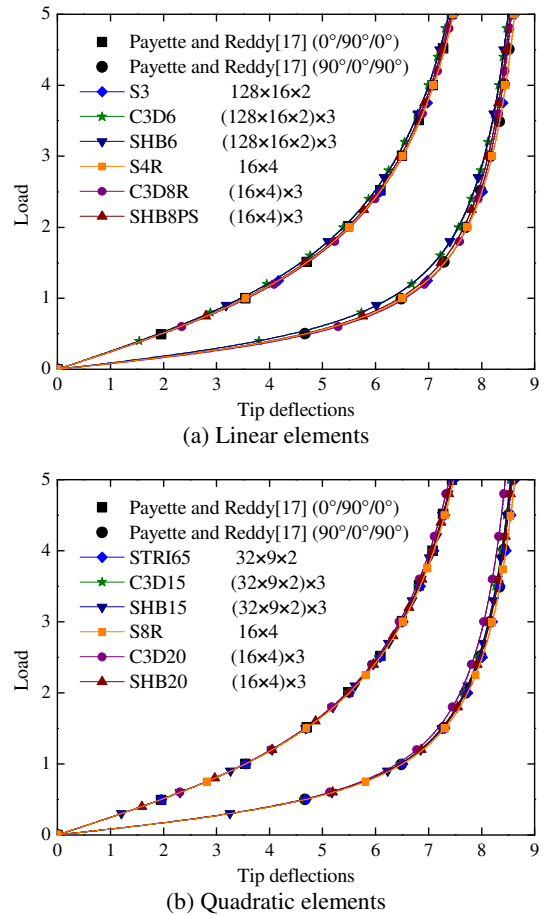 5
Payette and Reddy[17] (0°/90°/0°)
Payette and Reddy[17] (90°/0°/90°)
4
S3 128×16×2
C3D6 (128×16×2)×3
SHB6 (128×16×2)×3
3
S4R 16×4
C3D8R (16×4)×3
SHB8PS (16×4)×3
Load
2
1
0
0 1 2 3 4 5 6 7 8 9
Tip deflections
(a) Linear elements
5
Payette and Reddy[17] (0°/90°/0°)
Payette and Reddy[17] (90°/0°/90°)
4
STRI65 32×9×2
C3D15 (32×9×2)×3
SHB15 (32×9×2)×3
3
S8R 16×4
C3D20 (16×4)×3
SHB20 (16×4)×3
Load
2
1
0
0 1 2 3 4 5 6 7 8 9
Tip deflections
(b) Quadratic elements